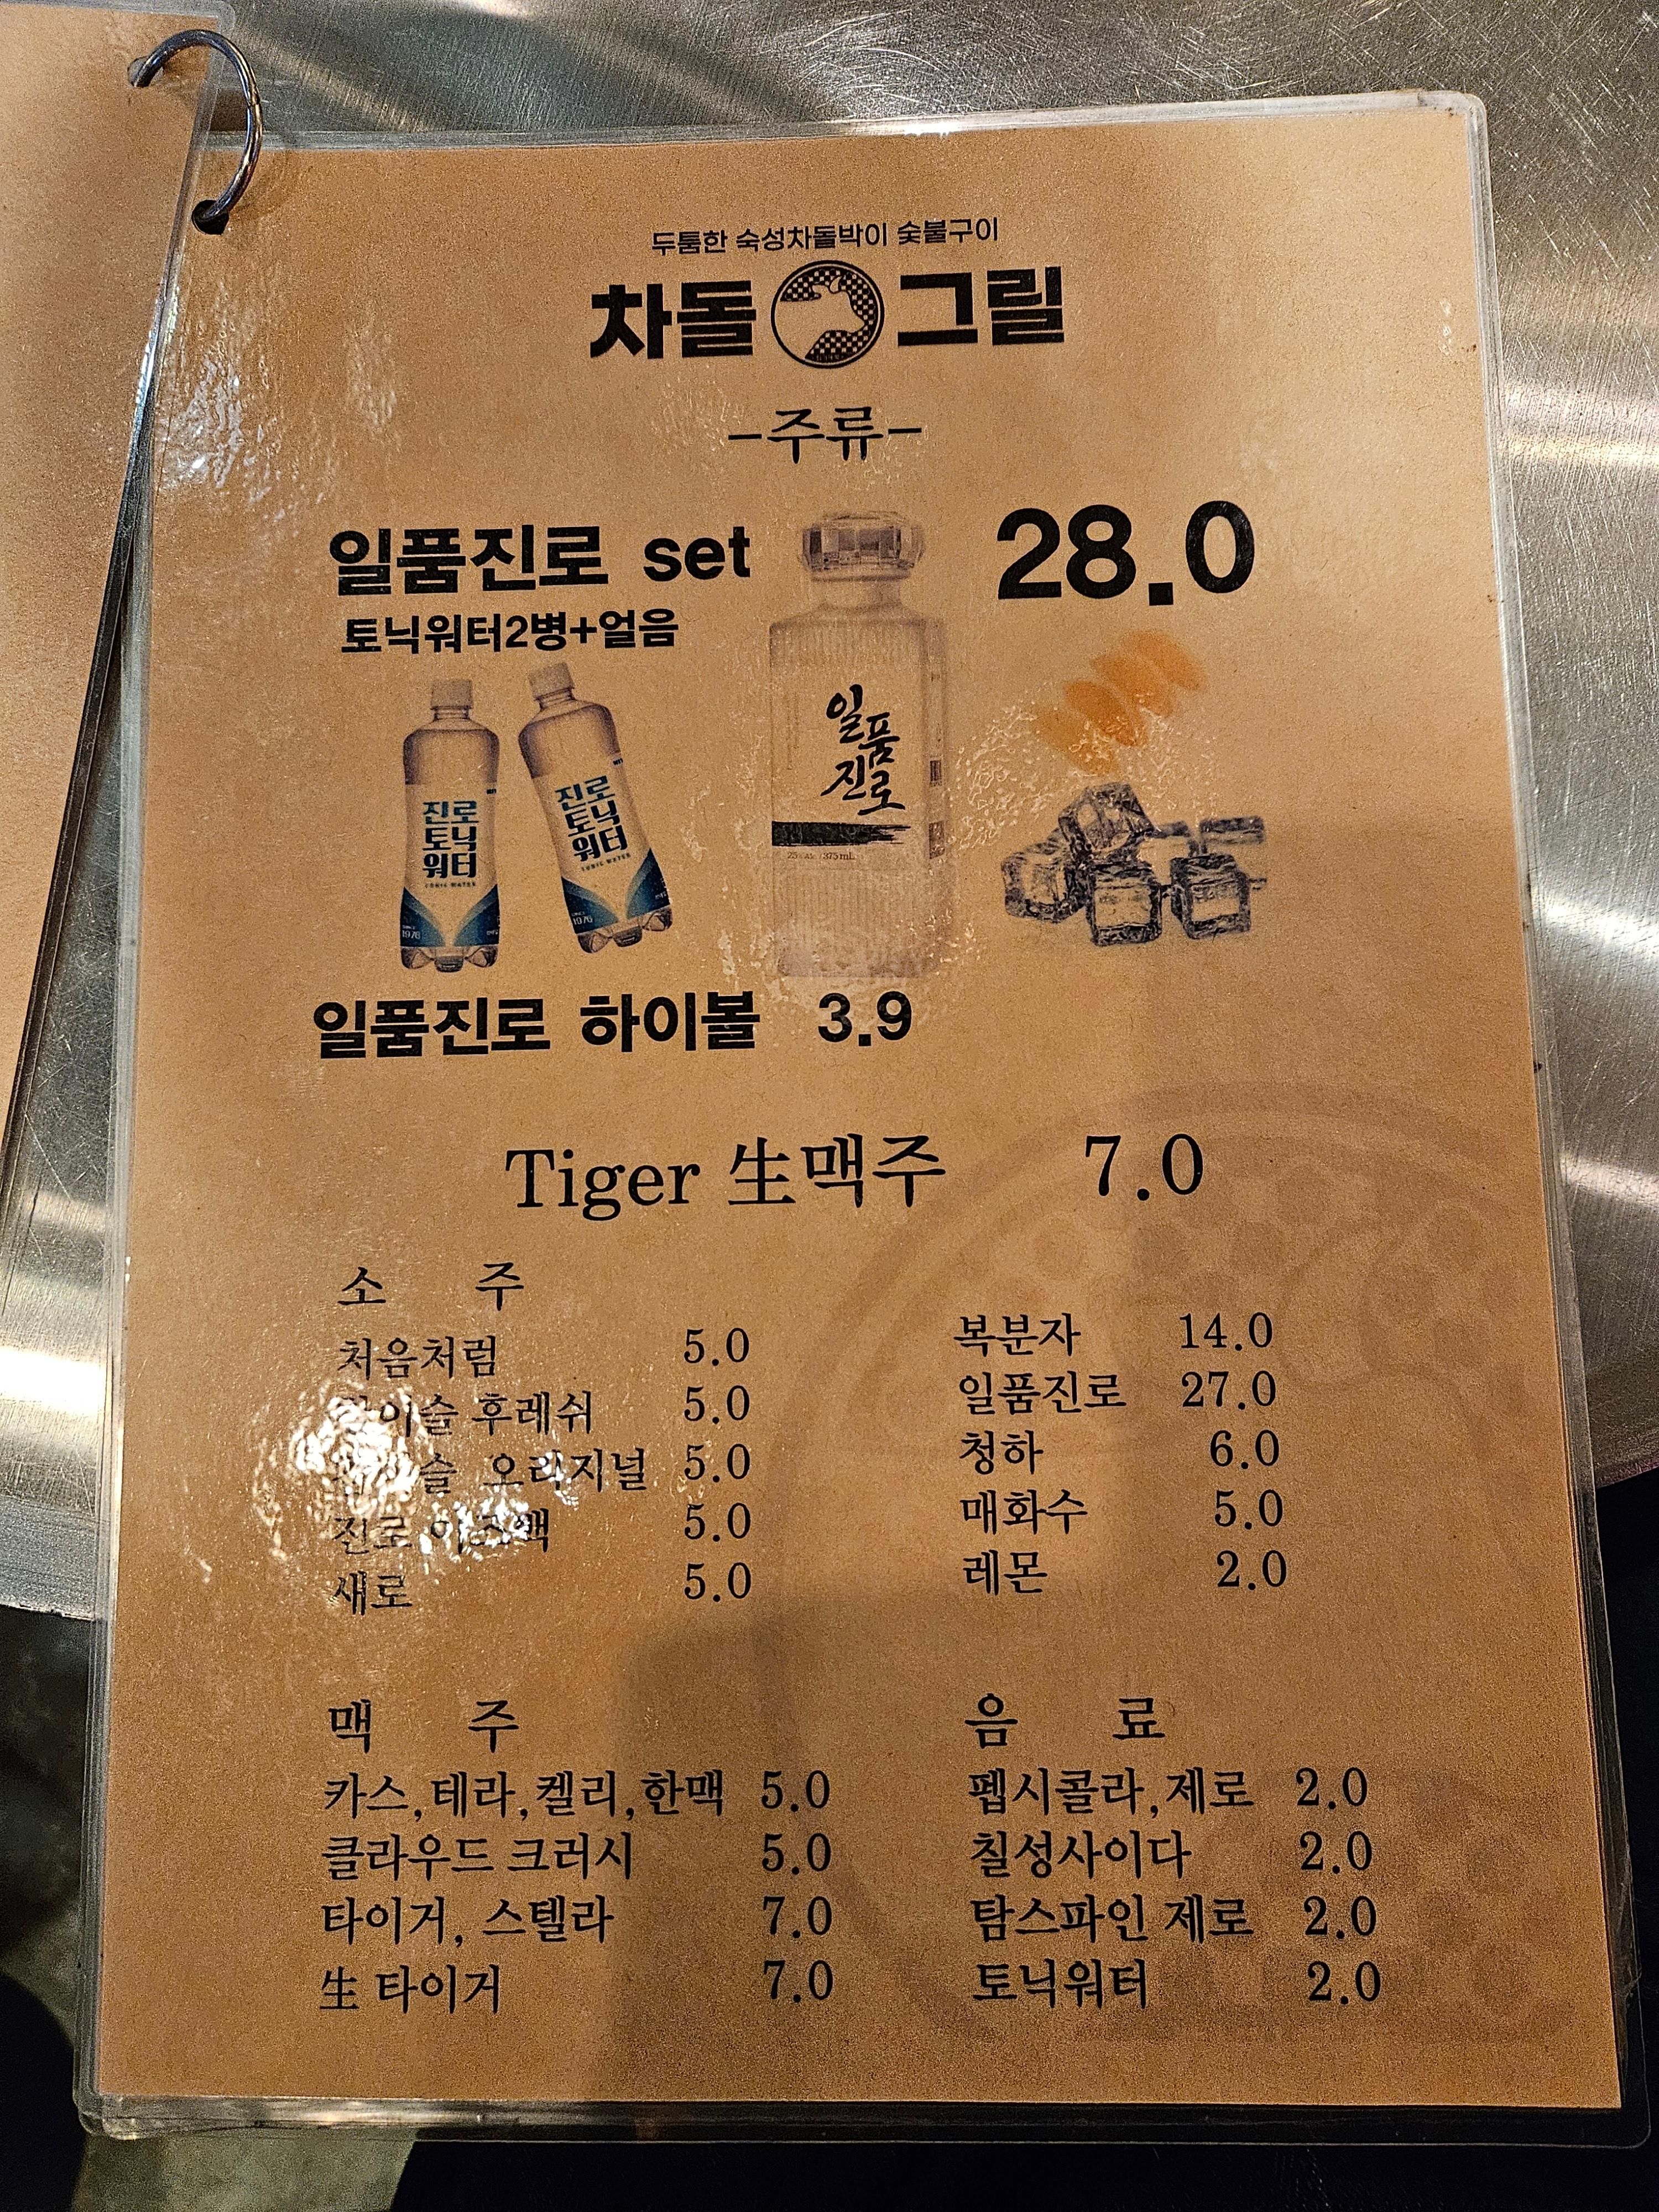 두툼한 숙성차돌박이 숯불구이
차돌 그릴
-주류-
일품진로 set 28.0
토닉워터2병+얼음
진로
토닉
워터
TONIC WATER
1976
진로
토닉
워터
TONIC WATER
1976
일품
진로
375mL
일품진로 하이볼 3.9
Tiger 生맥주 7.0
소 주
처음처럼 5.0
후레쉬 5.0
오리지널 5.0
진로 5.0
새로 5.0
복분자 14.0
일품진로 27.0
청하 6.0
매화수 5.0
레몬 2.0
맥 주
카스,테라,켈리,한맥 5.0
클라우드 크러시 5.0
타이거, 스텔라 7.0
生 타이거 7.0
음 료
펩시콜라,제로 2.0
칠성사이다 2.0
탐스파인 제로 2.0
토닉워터 2.0